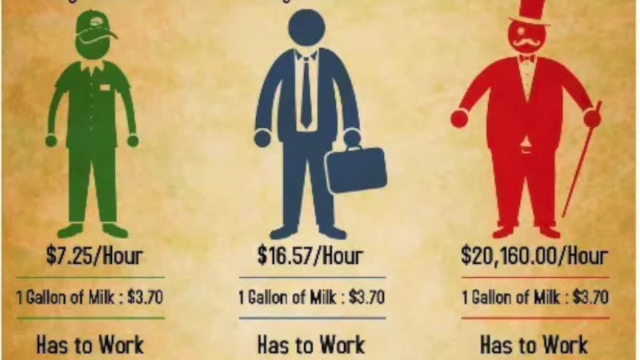 $7.25/Hour
$16.57/Hour
$20,160.00/Hour
1 Gallon of Milk : $3.70
1 Gallon of Milk : $3.70
1 Gallon of Milk : $3.70
Has to Work
Has to Work
Has to Work